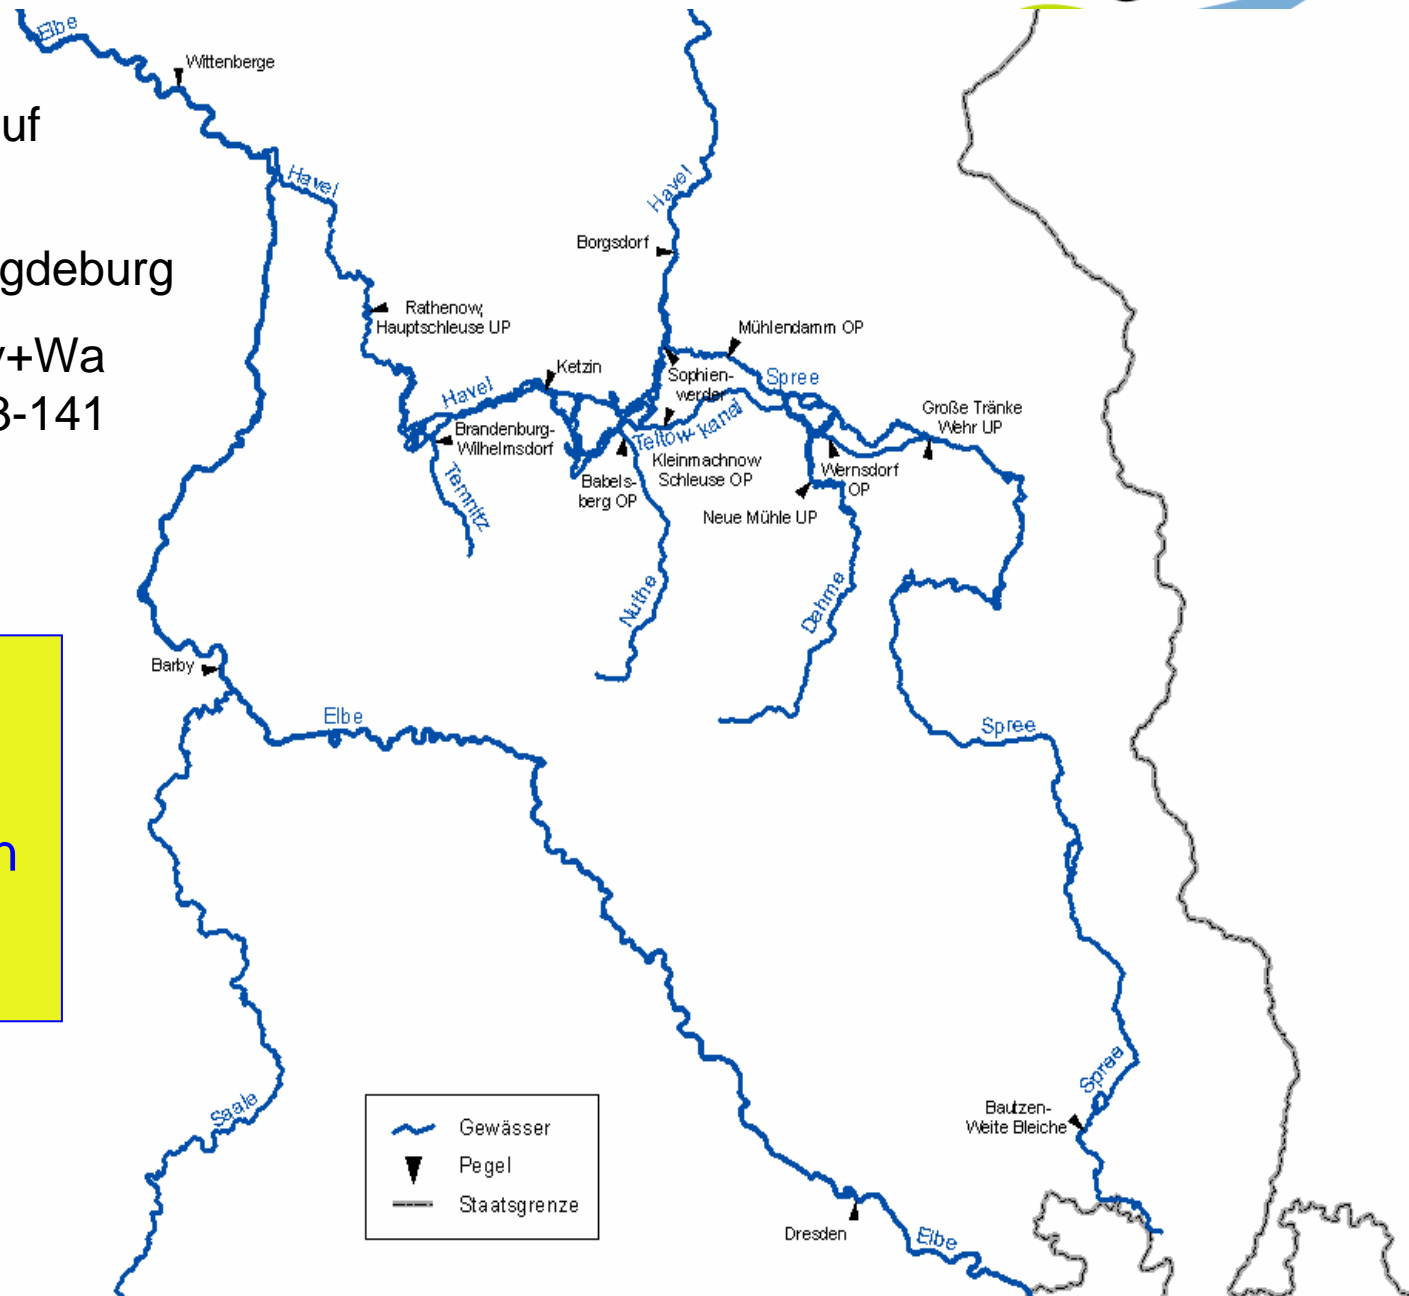 Elbe
Wittenberge
uf
Havel
Havel
Borgsdorf
gdeburg
Rathenow,
Hauptschleuse UP
Mühlendamm OP
+Wa
Ketzin
Sophien-
werder
Spree
Havel
3-141
Teltow-kanal
Große Tränke
Wehr UP
Brandenburg-
Wilhelmsdorf
Kleinmachnow
Schleuse OP
Wernsdorf
OP
Babels-
berg OP
Temnitz
Neue Mühle UP
Nuthe
Dahme
Barby
Elbe
Spree
n
Spree
Saale
Bautzen-
Weite Bleiche
Gewässer
Pegel
Staatsgrenze
Dresden
Elbe